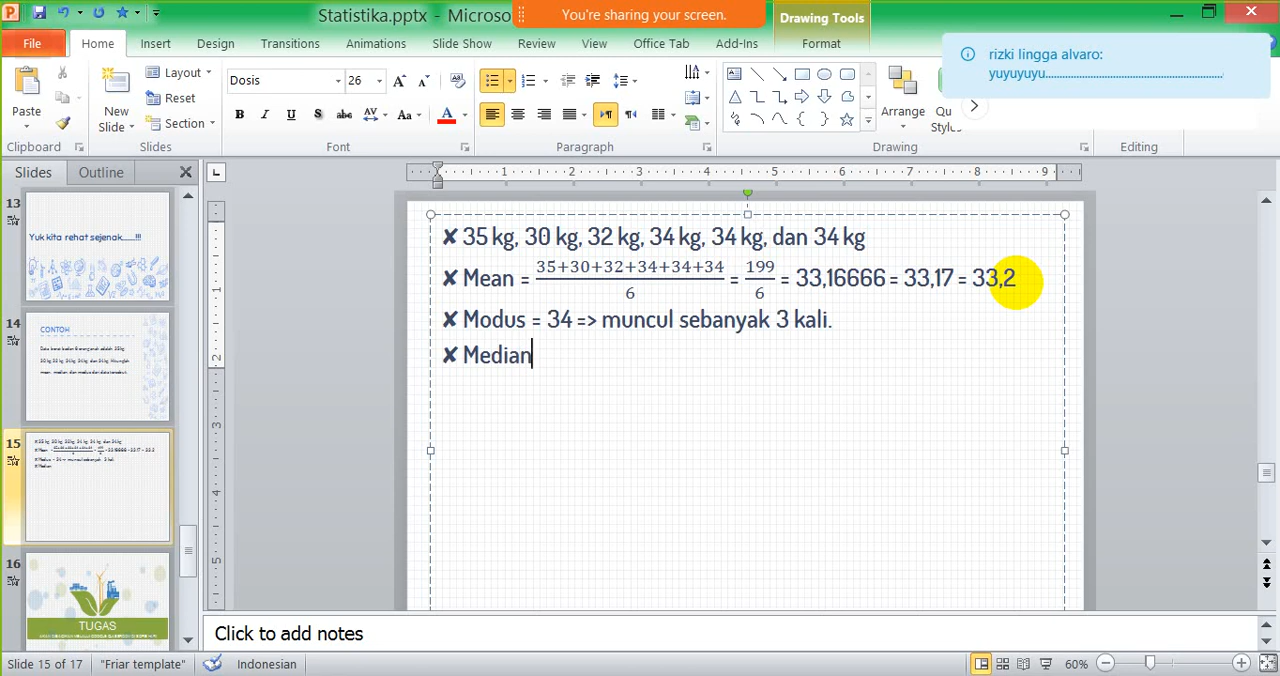 Statistika.pptx - Microso
You're sharing your screen.
Drawing Tools
File Home Insert Design Transitions Animations Slide Show Review View Office Tab Add-Ins Format
rizki lingga alvaro:
yuyuyuyu............................................................
Paste
New Slide
Layout
Reset
Section
Dosis
26
Arrange
Qu
Styles
Clipboard Slides Font Paragraph Drawing Editing
Slides Outline
13
Yuk kita rehat sejenak......!!!
14
CONTOH
15
16
TUGAS
✘ 35 kg, 30 kg, 32 kg, 34 kg, 34 kg, dan 34 kg
✘ Mean = 35+30+32+34+34+34 / 6 = 199 / 6 = 33,16666 = 33,17 = 33,2
✘ Modus = 34 => muncul sebanyak 3 kali.
✘ Median
Click to add notes
Slide 15 of 17 "Friar template" Indonesian 60%